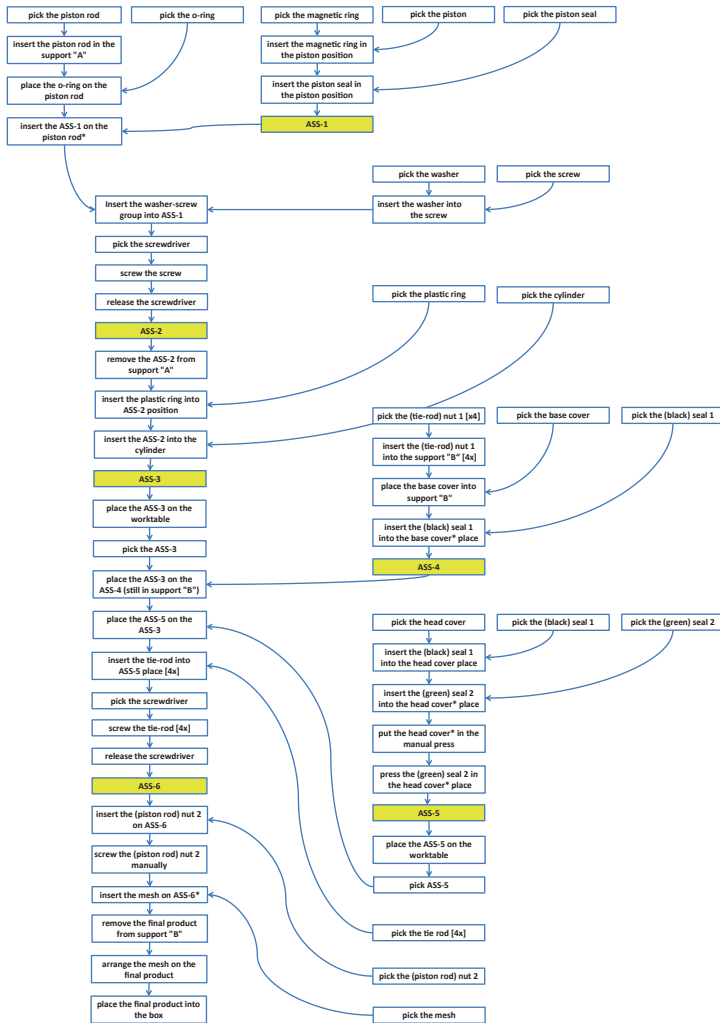 pick the piston rod
pick the o-ring
pick the magnetic ring
pick the piston
pick the piston seal
insert the piston rod in the
support "A"
insert the magnetic ring in
the piston position
place the o-ring on the
piston rod
insert the piston seal in
the piston position
insert the ASS-1 on the
piston rod*
ASS-1
pick the washer
pick the screw
Insert the washer-screw
group into ASS-1
insert the washer into
the screw
pick the screwdriver
screw the screw
release the screwdriver
pick the plastic ring
pick the cylinder
ASS-2
remove the ASS-2 from
support "A"
insert the plastic ring into
ASS-2 position
pick the (tie-rod) nut 1 [x4]
pick the base cover
pick the (black) seal 1
insert the ASS-2 into the
cylinder
insert the (tie-rod) nut 1
into the support "B" [4x]
ASS-3
place the base cover into
support "B"
place the ASS-3 on the
worktable
insert the (black) seal 1
into the base cover* place
pick the ASS-3
ASS-4
place the ASS-3 on the
ASS-4 (still in support "B")
place the ASS-5 on the
ASS-3
pick the head cover
pick the (black) seal 1
pick the (green) seal 2
insert the tie-rod into
ASS-5 place [4x]
insert the (black) seal 1
into the head cover place
pick the screwdriver
insert the (green) seal 2
into the head cover* place
screw the tie-rod [4x]
put the head cover* in the
manual press
release the screwdriver
press the (green) seal 2 in
the head cover* place
ASS-6
ASS-5
insert the (piston rod) nut 2
on ASS-6
place the ASS-5 on the
worktable
screw the (piston rod) nut 2
manually
pick ASS-5
insert the mesh on ASS-6*
remove the final product
from support "B"
pick the tie rod [4x]
arrange the mesh on the
final product
pick the (piston rod) nut 2
place the final product into
the box
pick the mesh